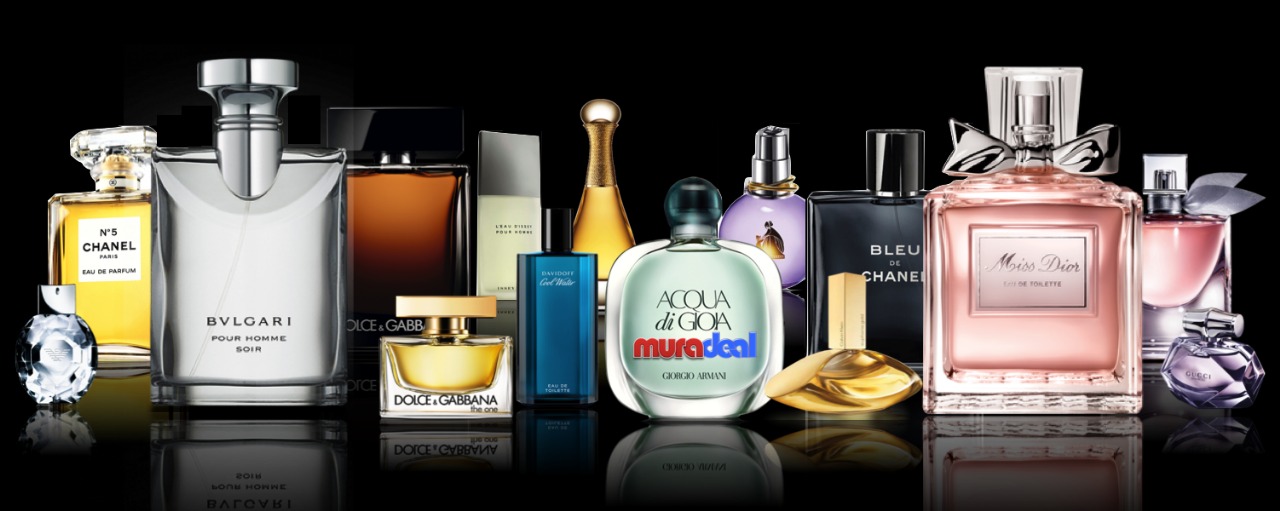 N°5
CHANEL
PARIS
EAU DE PARFUM
BVLGARI
POUR HOMME
SOIR
DOLCE & GABB
DOLCE & GABBANA
the one
L'EAU D'ISSEY
POUR HOMME
DAVIDOFF
Cool Water
EAU DE
TOILETTE
ACQUA
di GIOIA
muradeal
GIORGIO ARMANI
BLEU
DE
CHANEL
Miss Dior
EAU DE TOILETTE
GUCCI